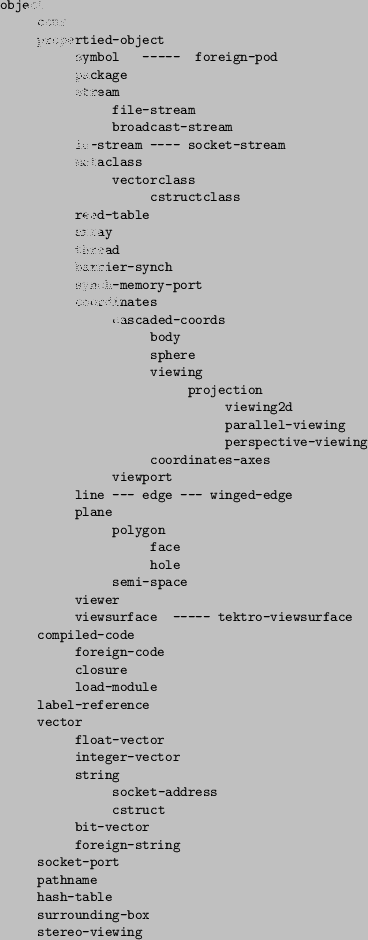 object
cons
propertied-object
symbol ----- foreign-pod
package
stream
file-stream
broadcast-stream
io-stream ---- socket-stream
metaclass
vectorclass
cstructclass
read-table
array
thread
barrier-synch
synch-memory-port
coordinates
cascaded-coords
body
sphere
viewing
projection
viewing2d
parallel-viewing
perspective-viewing
coordinates-axes
viewport
line --- edge --- winged-edge
plane
polygon
face
hole
semi-space
viewer
viewsurface ----- tektro-viewsurface
compiled-code
foreign-code
closure
load-module
label-reference
vector
float-vector
integer-vector
string
socket-address
cstruct
bit-vector
foreign-string
socket-port
pathname
hash-table
surrounding-box
stereo-viewing